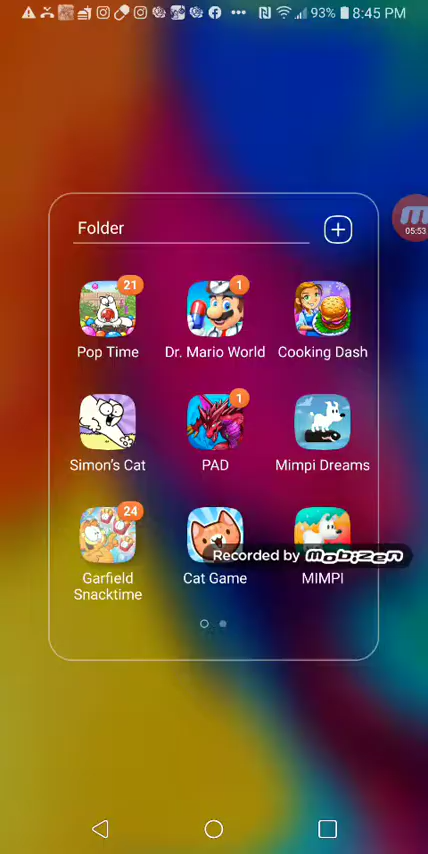 93% 8:45 PM
Folder
05:53
21
1
Pop Time
Dr. Mario World
Cooking Dash
1
Simon's Cat
PAD
Mimpi Dreams
24
Recorded by mobizen
Garfield Snacktime
Cat Game
MIMPI